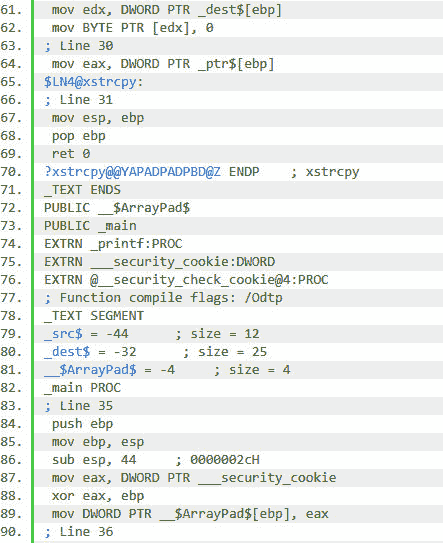 61. mov edx, DWORD PTR _dest$[ebp]
62. mov BYTE PTR [edx], 0
63. ; Line 30
64. mov eax, DWORD PTR _ptr$[ebp]
65. $LN4@xstrcpy:
66. ; Line 31
67. mov esp, ebp
68. pop ebp
69. ret 0
70. ?xstrcpy@@YAPADPADPBD@Z ENDP ; xstrcpy
71. _TEXT ENDS
72. PUBLIC __$ArrayPad$
73. PUBLIC _main
74. EXTRN _printf:PROC
75. EXTRN ___security_cookie:DWORD
76. EXTRN @__security_check_cookie@4:PROC
77. ; Function compile flags: /Odtp
78. _TEXT SEGMENT
79. _src$ = -44 ; size = 12
80. _dest$ = -32 ; size = 25
81. __$ArrayPad$ = -4 ; size = 4
82. _main PROC
83. ; Line 35
84. push ebp
85. mov ebp, esp
86. sub esp, 44 ; 0000002cH
87. mov eax, DWORD PTR ___security_cookie
88. xor eax, ebp
89. mov DWORD PTR __$ArrayPad$[ebp], eax
90. ; Line 36